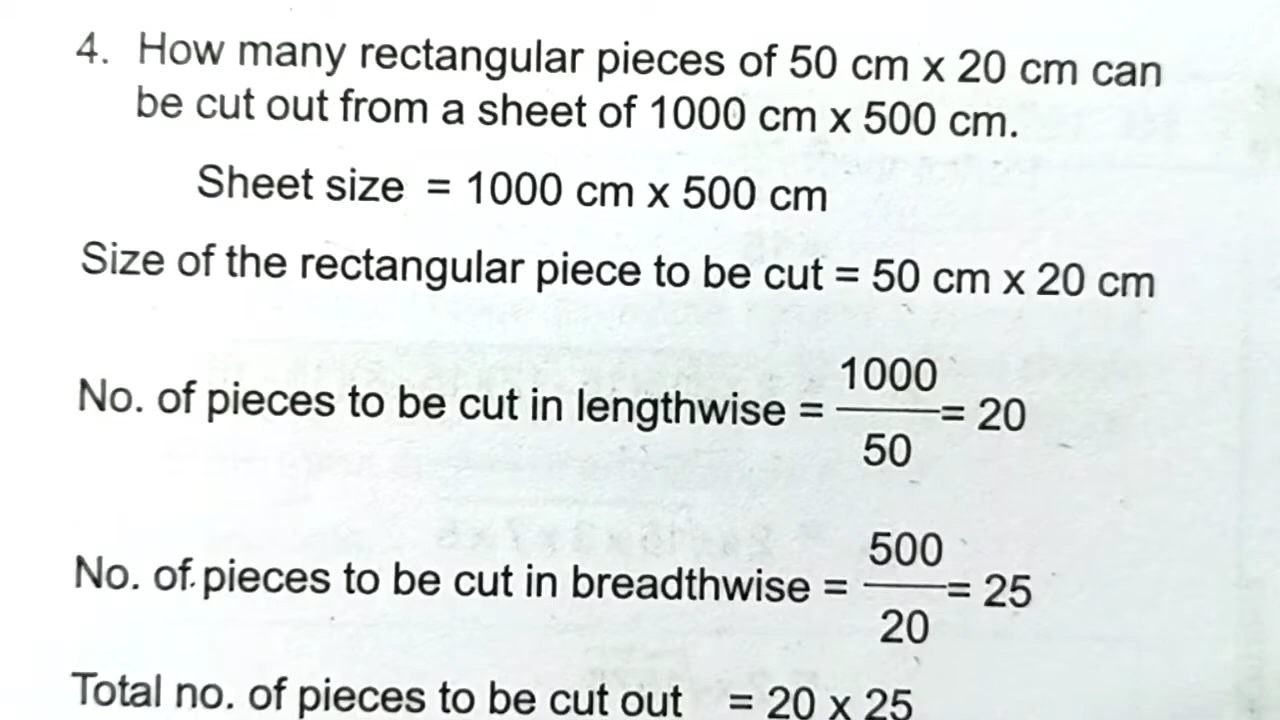 4. How many rectangular pieces of 50 cm x 20 cm can
be cut out from a sheet of 1000 cm x 500 cm.
Sheet size = 1000 cm x 500 cm
Size of the rectangular piece to be cut = 50 cm x 20 cm
No. of pieces to be cut in lengthwise = 1000/50 = 20
No. of pieces to be cut in breadthwise = 500/20 = 25
Total no. of pieces to be cut out = 20 x 25